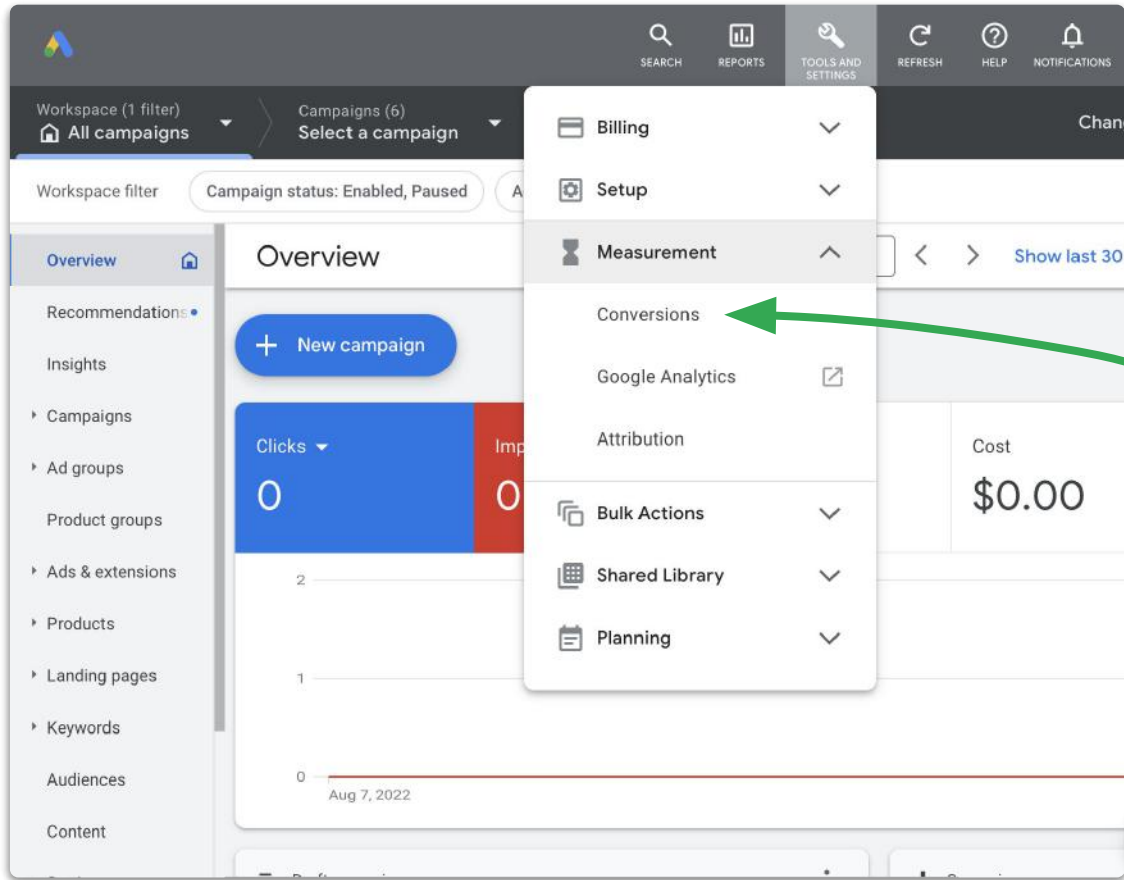 SEARCH
REPORTS
TOOLS AND
SETTINGS
REFRESH
HELP
NOTIFICATIONS
Workspace (1 filter)
All campaigns
Campaigns (6)
Select a campaign
Workspace filter
Campaign status: Enabled, Paused
Billing
Setup
Measurement
Conversions
Google Analytics
Attribution
Bulk Actions
Shared Library
Planning
Overview
Recommendations
Insights
Campaigns
Ad groups
Product groups
Ads & extensions
Products
Landing pages
Keywords
Audiences
Content
Overview
Show last 30
New campaign
Clicks
0
0
Cost
$0.00
2
1
0
Aug 7, 2022